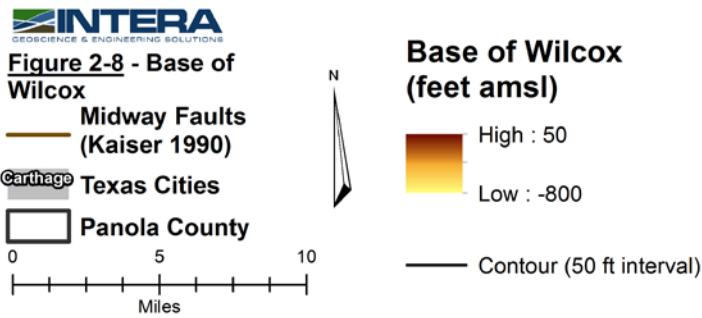 INTERA
GEOSCIENCE & ENGINEERING SOLUTIONS
Figure 2-8 - Base of
Wilcox
Midway Faults
(Kaiser 1990)
Carthage Texas Cities
Panola County
0 5 10
Miles
N
Base of Wilcox
(feet amsl)
High : 50
Low : -800
Contour (50 ft interval)